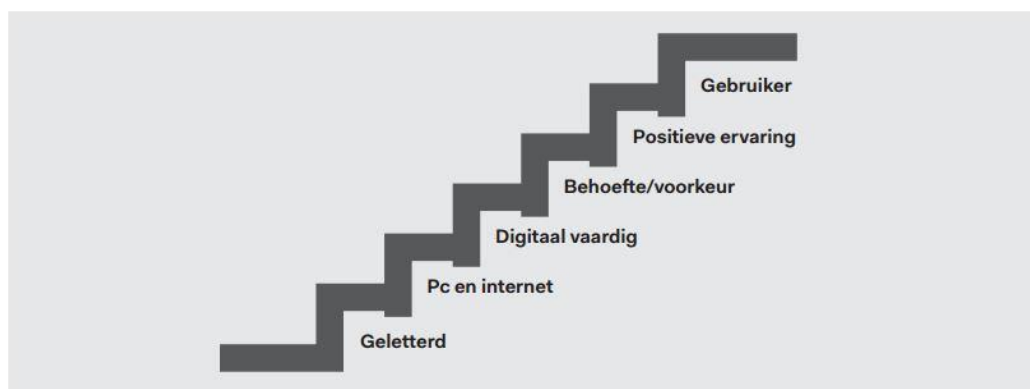 Gebruiker
Positieve ervaring
Behoefte/voorkeur
Digitaal vaardig
Pc en internet
Geletterd